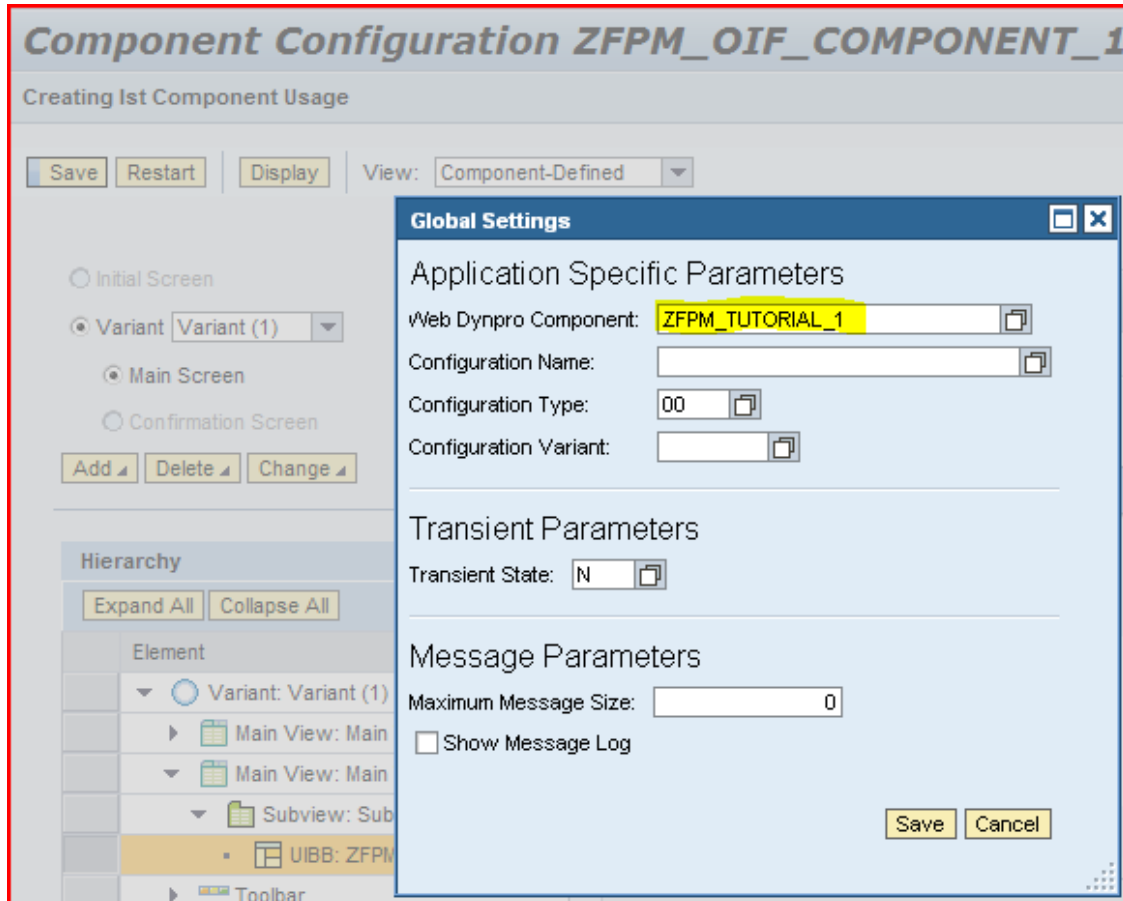 Component Configuration ZFPM_OIF_COMPONENT_1
Creating Ist Component Usage
Save Restart Display View: Component-Defined
Initial Screen
Variant Variant (1)
Main Screen
Confirmation Screen
Add Delete Change
Hierarchy
Expand All Collapse All
Element
Variant: Variant (1)
Main View: Main
Main View: Main
Subview: Sub
UIBB: ZFPM
Toolbar
Global Settings
Application Specific Parameters
Web Dynpro Component: ZFPM_TUTORIAL_1
Configuration Name:
Configuration Type: 00
Configuration Variant:
Transient Parameters
Transient State: N
Message Parameters
Maximum Message Size: 0
Show Message Log
Save Cancel